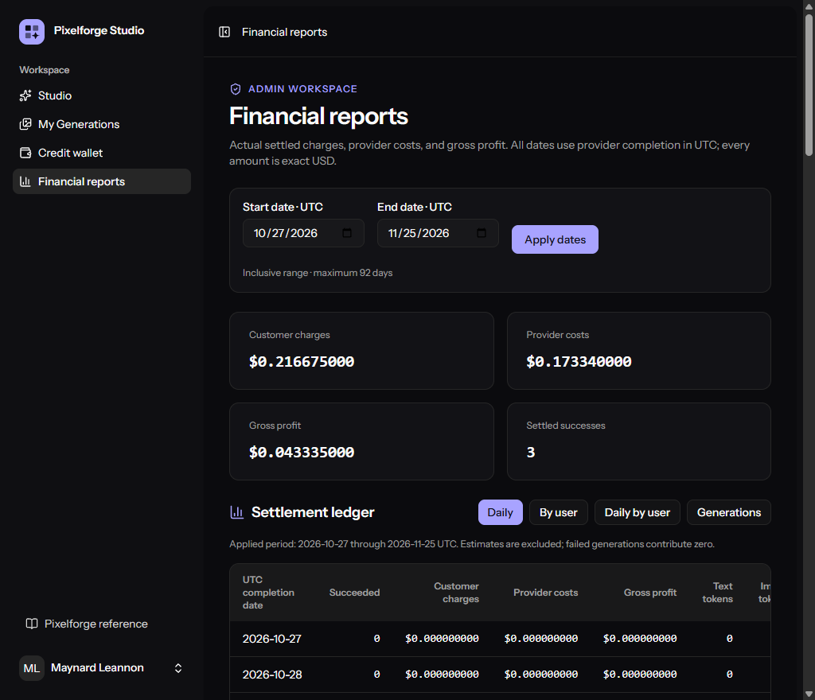 Pixelforge Studio
Workspace
Studio
My Generations
Credit wallet
Financial reports
Pixelforge reference
ML
Maynard Leannon
Financial reports
ADMIN WORKSPACE
Financial reports
Actual settled charges, provider costs, and gross profit. All dates use provider completion in UTC; every
amount is exact USD.
Start date · UTC
End date · UTC
10/27/2026
11/25/2026
Apply dates
Inclusive range · maximum 92 days
Customer charges
$0.216675000
Provider costs
$0.173340000
Gross profit
$0.043335000
Settled successes
3
Settlement ledger
Daily
By user
Daily by user
Generations
Applied period: 2026-10-27 through 2026-11-25 UTC. Estimates are excluded; failed generations contribute zero.
UTC completion date
Succeeded
Customer charges
Provider costs
Gross profit
Text tokens
2026-10-27 0 $0.000000000 $0.000000000 $0.000000000 0
2026-10-28 0 $0.000000000 $0.000000000 $0.000000000 0